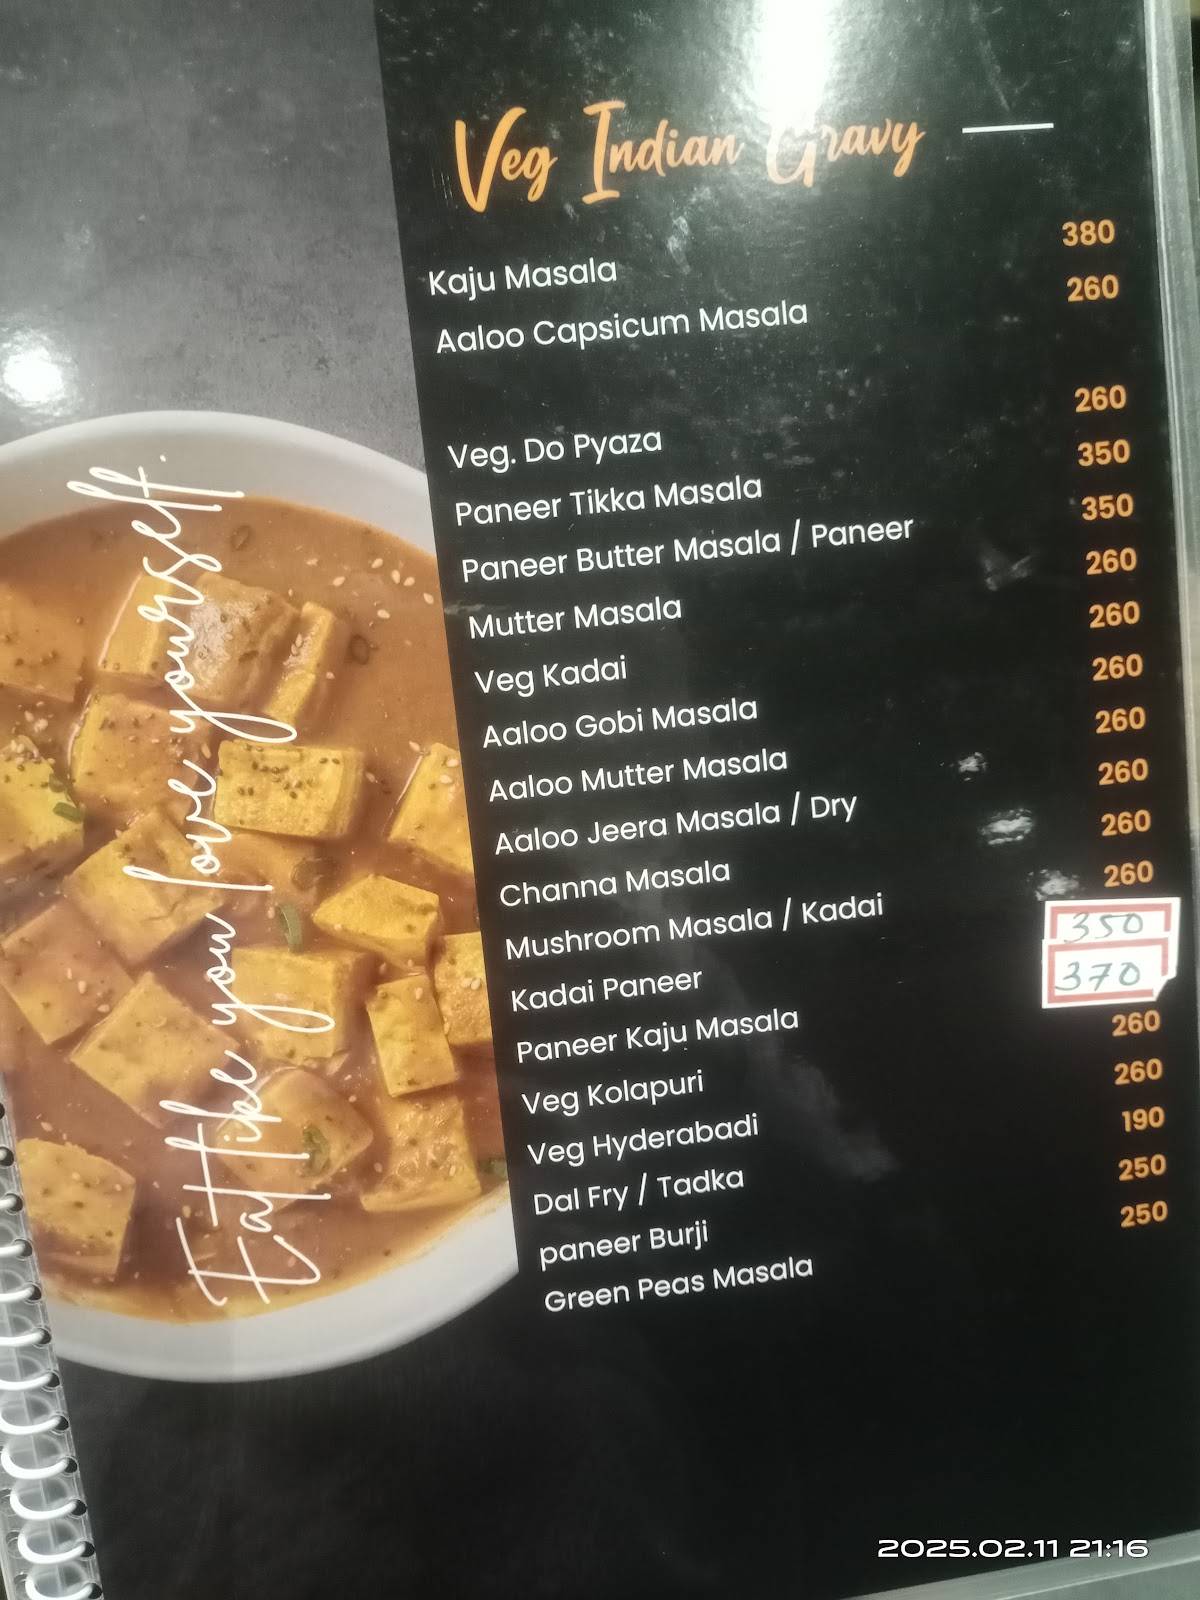 Veg Indian Gravy
Kaju Masala 380
Aaloo Capsicum Masala 260
Veg. Do Pyaza 260
Paneer Tikka Masala 350
Paneer Butter Masala / Paneer 350
Mutter Masala 260
Veg Kadai 260
Aaloo Gobi Masala 260
Aaloo Mutter Masala 260
Aaloo Jeera Masala / Dry 260
Channa Masala 260
Mushroom Masala / Kadai 260
Kadai Paneer 350
Paneer Kaju Masala 370
Veg Kolapuri 260
Veg Hyderabadi 260
Dal Fry / Tadka 190
paneer Burji 250
Green Peas Masala 250
Eat like you love yourself.
2025.02.11 21:16